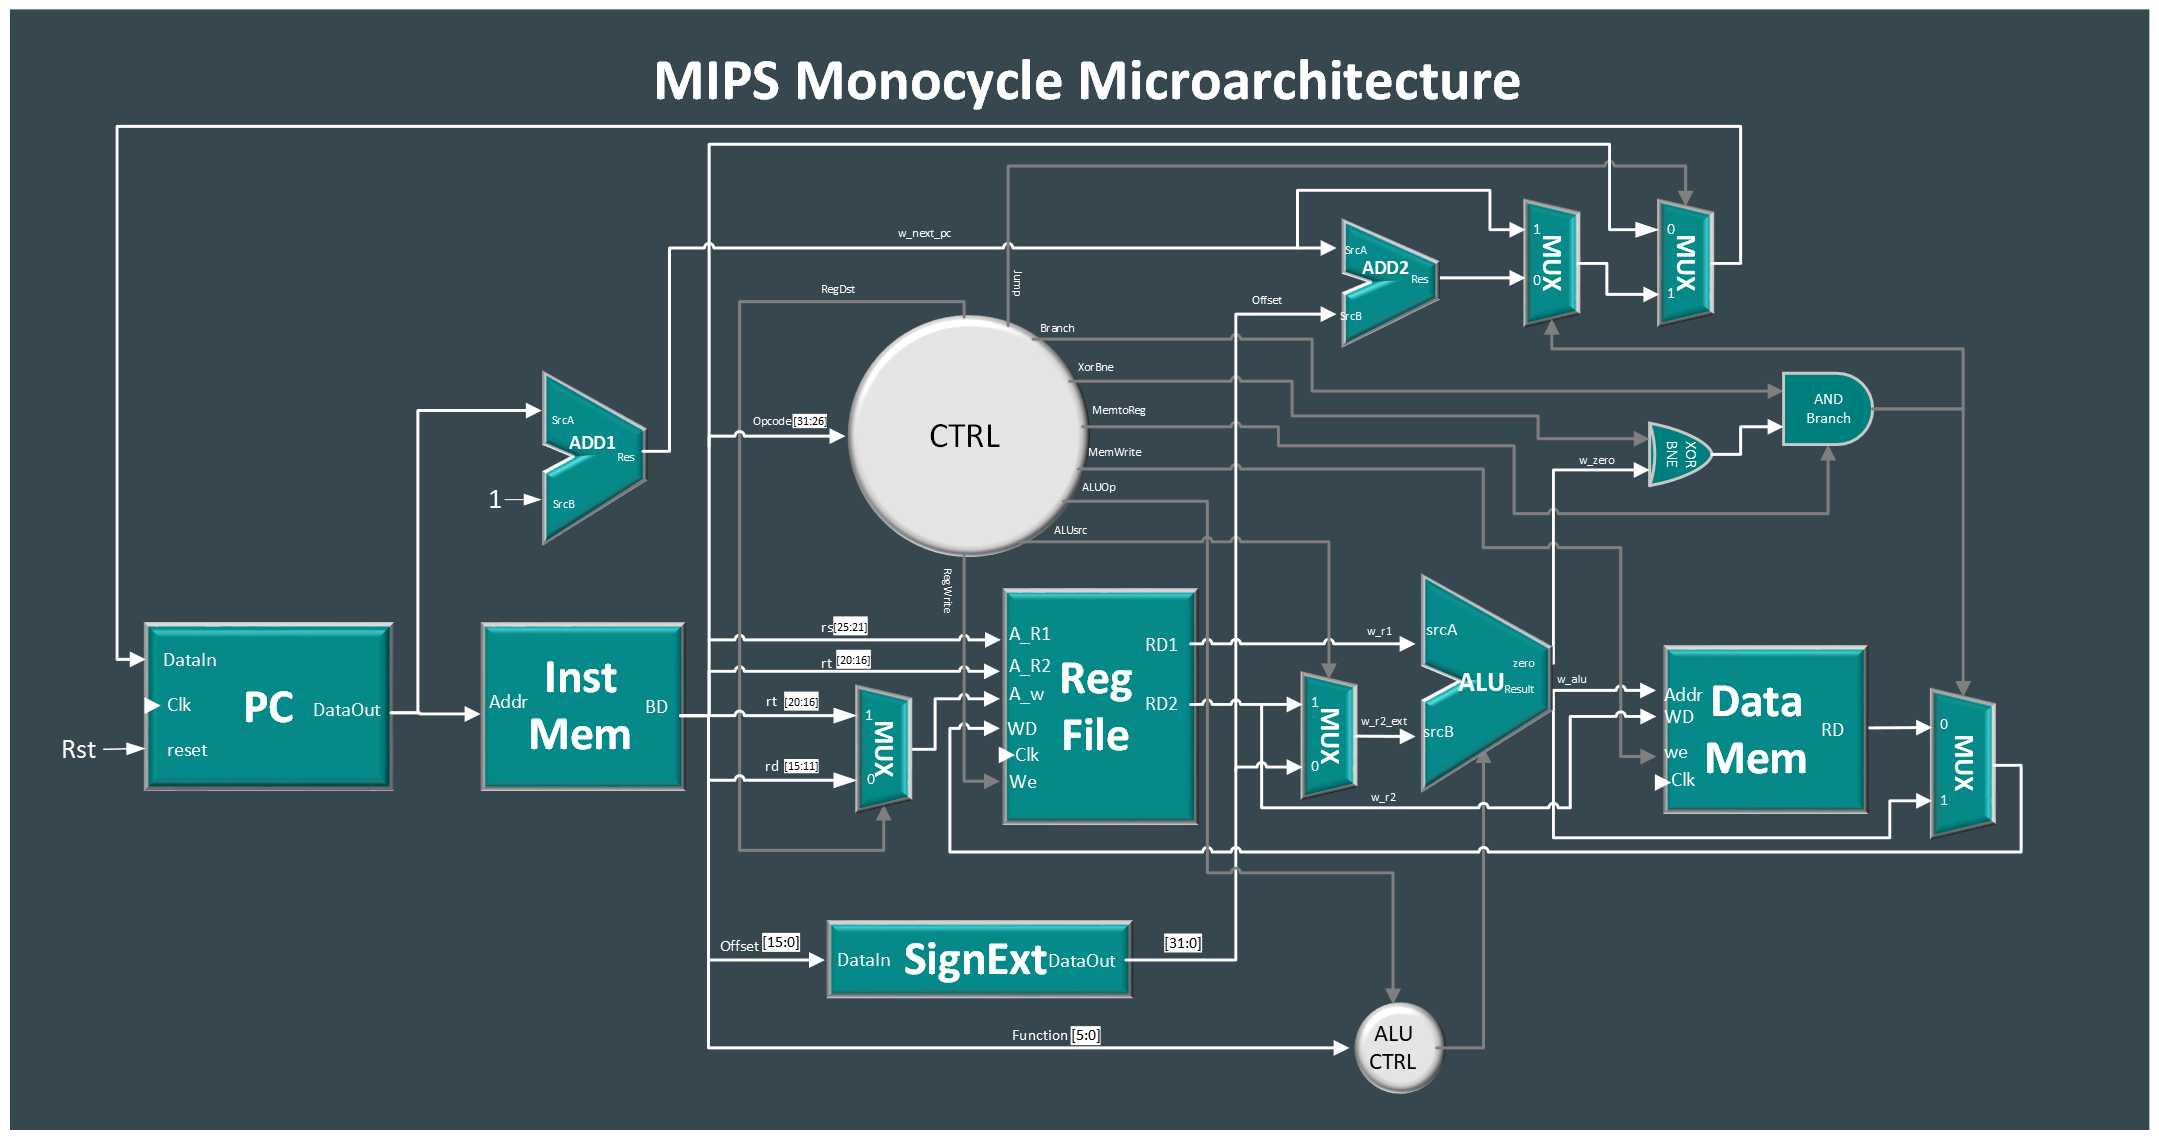 MIPS Monocycle Microarchitecture
w_next_pc
Jump
RegDst
Offset
SrcA
ADD2
Res
SrcB
1
MUX
0
0
MUX
1
Branch
XorBne
MemtoReg
MemWrite
ALUOp
ALUsrc
RegWrite
CTRL
Opcode [31:26]
SrcA
ADD1
Res
SrcB
1
AND
Branch
XOR
BNE
w_zero
DataIn
Clk
PC
DataOut
reset
Rst
Inst
Mem
Addr
BD
rs [25:21]
rt [20:16]
rt [20:16]
rd [15:11]
1
MUX
0
A_R1
A_R2
A_w
WD
Clk
We
Reg
File
RD1
RD2
w_r1
1
MUX
0
w_r2_ext
w_r2
srcA
zero
ALU
Result
srcB
w_alu
Addr
WD
we
Clk
Data
Mem
RD
0
MUX
1
Offset [15:0]
DataIn
SignExt
DataOut
[31:0]
Function [5:0]
ALU
CTRL